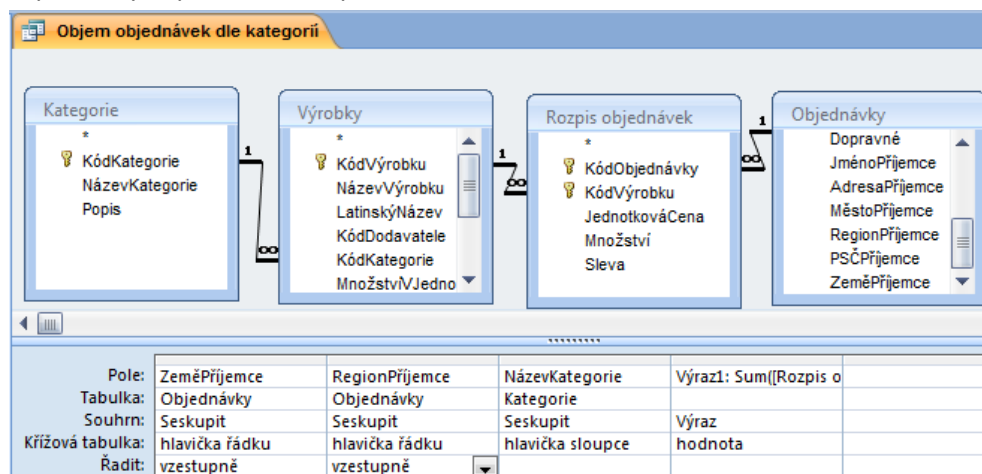 Objem objednávek dle kategorií
Kategorie
*
KódKategorie
NázevKategorie
Popis
1
∞
Výrobky
*
KódVýrobku
NázevVýrobku
LatinskýNázev
KódDodavatele
KódKategorie
MnožstvíVJedno
1
∞
Rozpis objednávek
*
KódObjednávky
KódVýrobku
JednotkováCena
Množství
Sleva
1
∞
Objednávky
Dopravné
JménoPříjemce
AdresaPříjemce
MěstoPříjemce
RegionPříjemce
PSČPříjemce
ZeměPříjemce
Pole: ZeměPříjemce RegionPříjemce NázevKategorie Výraz1: Sum([Rozpis o
Tabulka: Objednávky Objednávky Kategorie
Souhrn: Seskupit Seskupit Seskupit Výraz
Křížová tabulka: hlavička řádku hlavička řádku hlavička sloupce hodnota
Řadit: vzestupně vzestupně